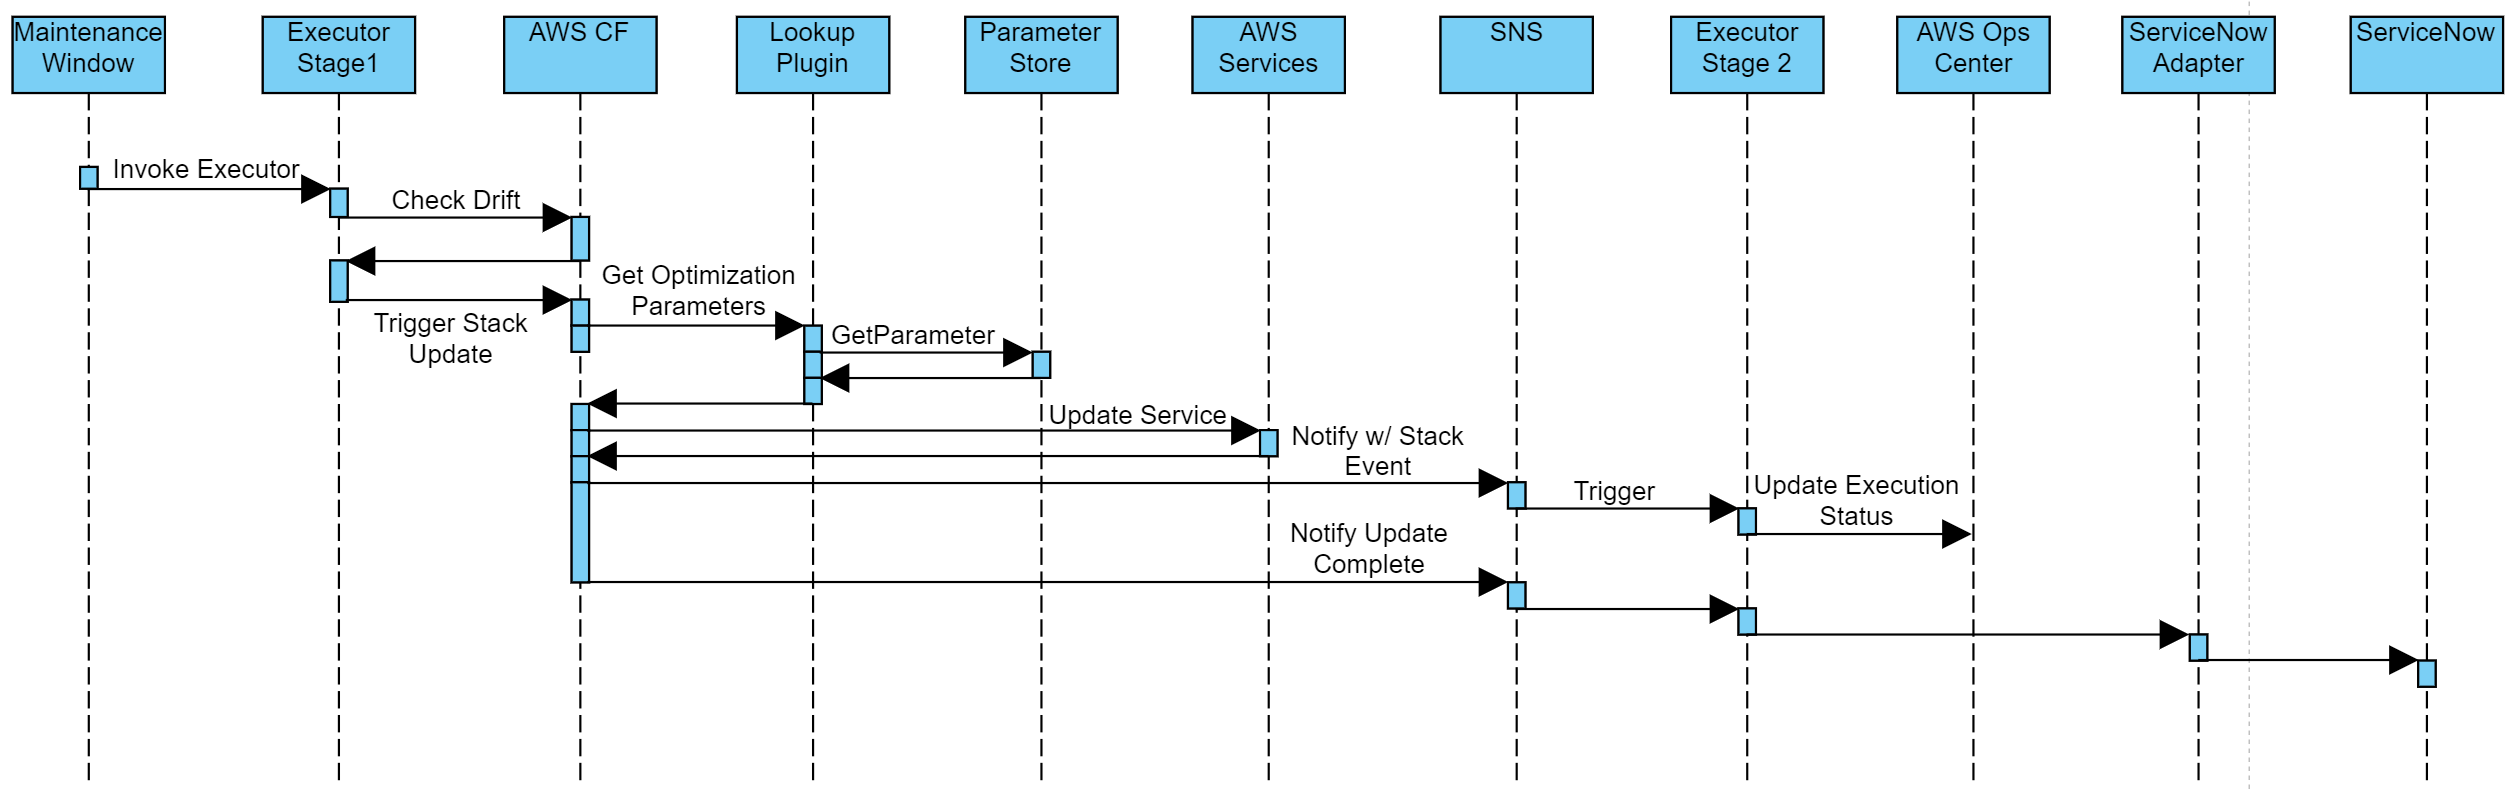 Maintenance
Window
Executor
Stage1
AWS CF
Lookup
Plugin
Parameter
Store
AWS
Services
SNS
Executor
Stage 2
AWS Ops
Center
ServiceNow
Adapter
ServiceNow
Invoke Executor
Check Drift
Get Optimization
Parameters
Trigger Stack
Update
GetParameter
Update Service
Notify w/ Stack
Event
Trigger
Update Execution
Status
Notify Update
Complete